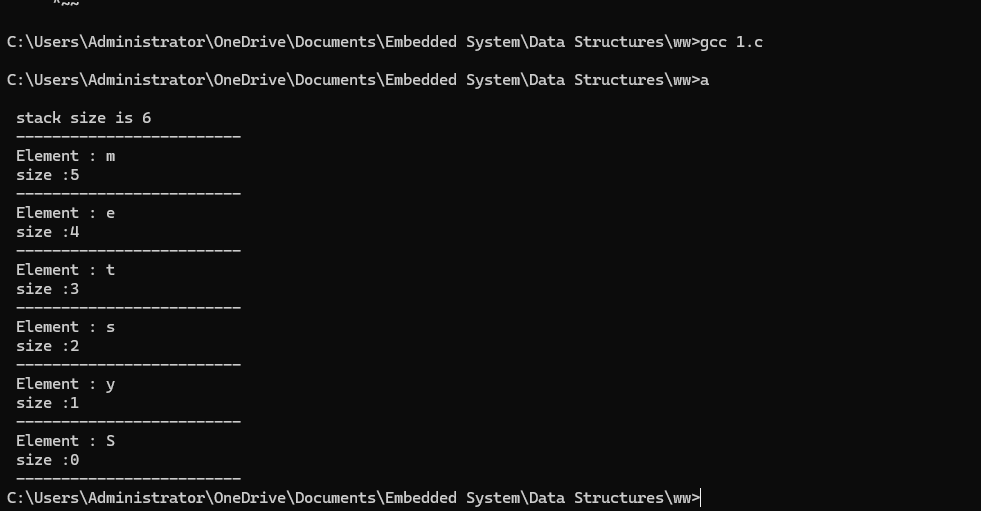 ^~~
C:\Users\Administrator\OneDrive\Documents\Embedded System\Data Structures\ww>gcc 1.c
C:\Users\Administrator\OneDrive\Documents\Embedded System\Data Structures\ww>a
stack size is 6
-------------------------
Element : m
size :5
-------------------------
Element : e
size :4
-------------------------
Element : t
size :3
-------------------------
Element : s
size :2
-------------------------
Element : y
size :1
-------------------------
Element : S
size :0
-------------------------
C:\Users\Administrator\OneDrive\Documents\Embedded System\Data Structures\ww>